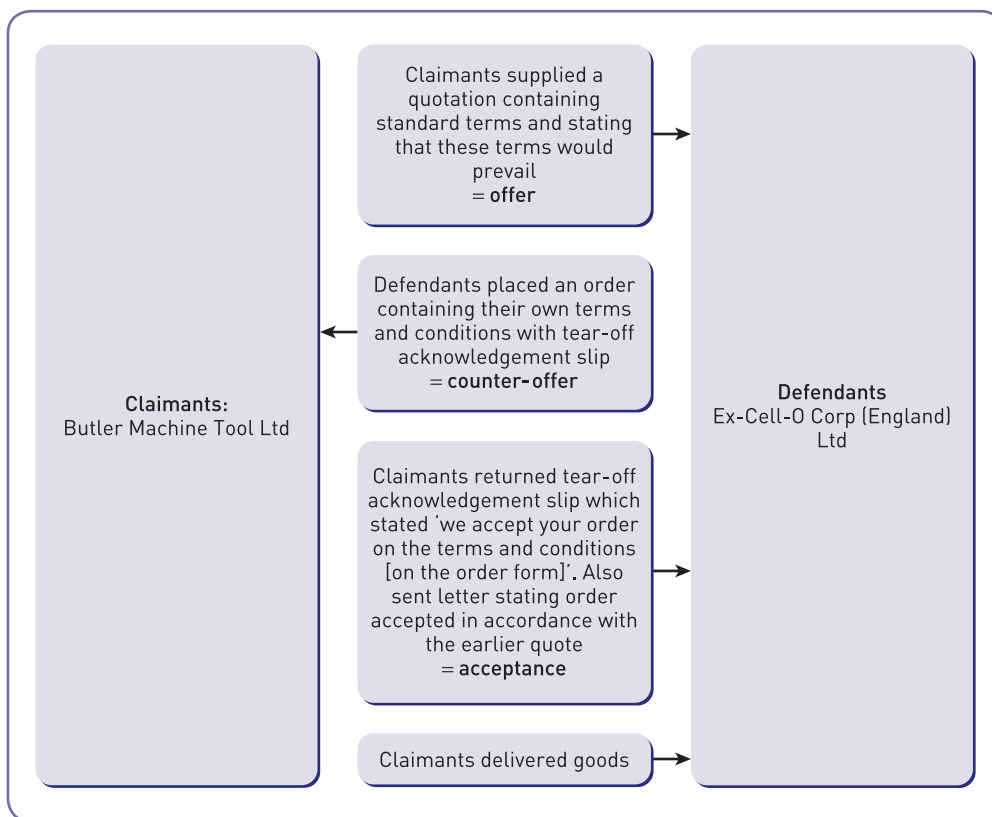 Claimants:
Butler Machine Tool Ltd
Claimants supplied a
quotation containing
standard terms and stating
that these terms would
prevail
= offer
Defendants placed an order
containing their own terms
and conditions with tear-off
acknowledgement slip
= counter-offer
Claimants returned tear-off
acknowledgement slip which
stated ‘we accept your order
on the terms and conditions
[on the order form]’. Also
sent letter stating order
accepted in accordance with
the earlier quote
= acceptance
Claimants delivered goods
Defendants
Ex-Cell-O Corp (England)
Ltd